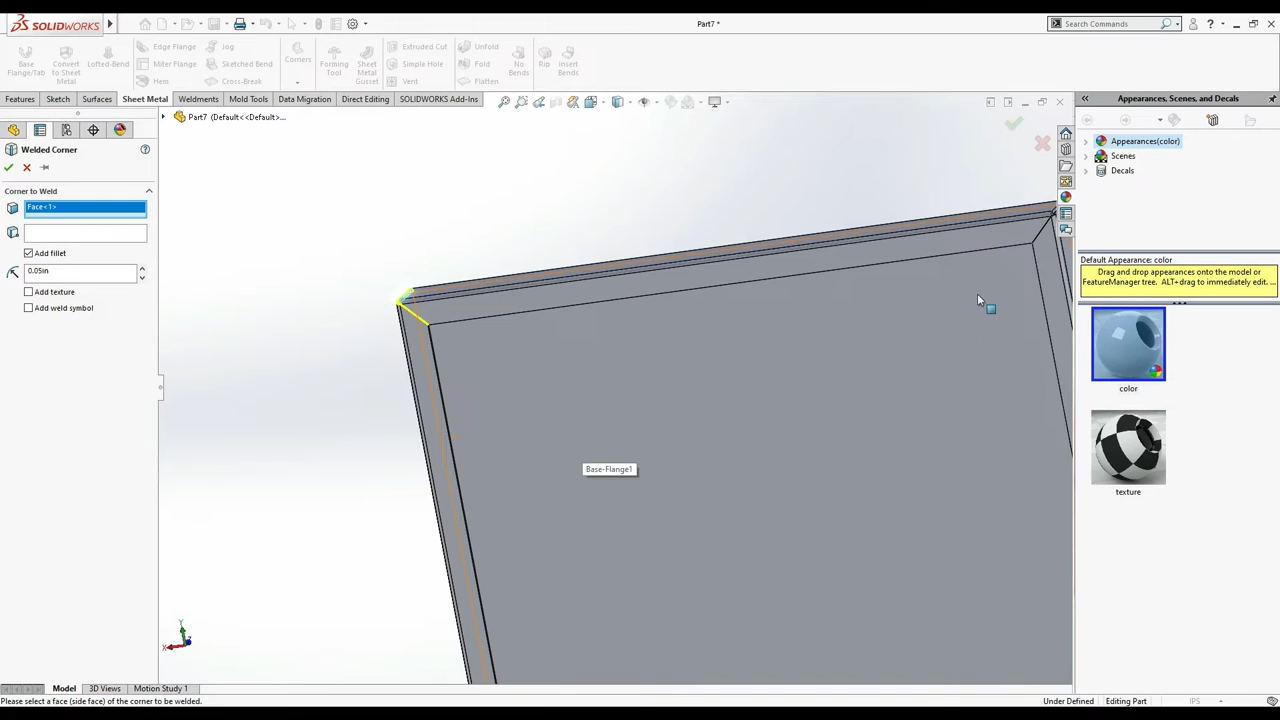 SOLIDWORKS
Part7 *
Search Commands
Base
Flange/Tab
Convert
to Sheet
Metal
Lofted-Bend
Edge Flange
Miter Flange
Hem
Jog
Sketched Bend
Cross-Break
Corners
Forming
Tool
Sheet
Metal
Gusset
Extruded Cut
Simple Hole
Vent
Unfold
Fold
Flatten
No
Bends
Rip
Insert
Bends
Features
Sketch
Surfaces
Sheet Metal
Weldments
Mold Tools
Data Migration
Direct Editing
SOLIDWORKS Add-Ins
Part7 (Default<<Default>...
Welded Corner
Corner to Weld
Face<1>
Add fillet
0.05in
Add texture
Add weld symbol
Base-Flange1
Y
X
Z
Appearances, Scenes, and Decals
Appearances(color)
Scenes
Decals
Default Appearance: color
Drag and drop appearances onto the model or
FeatureManager tree. ALT+drag to immediately edit. ...
color
texture
Model
3D Views
Motion Study 1
Please select a face (side face) of the corner to be welded.
Under Defined
Editing Part
IPS